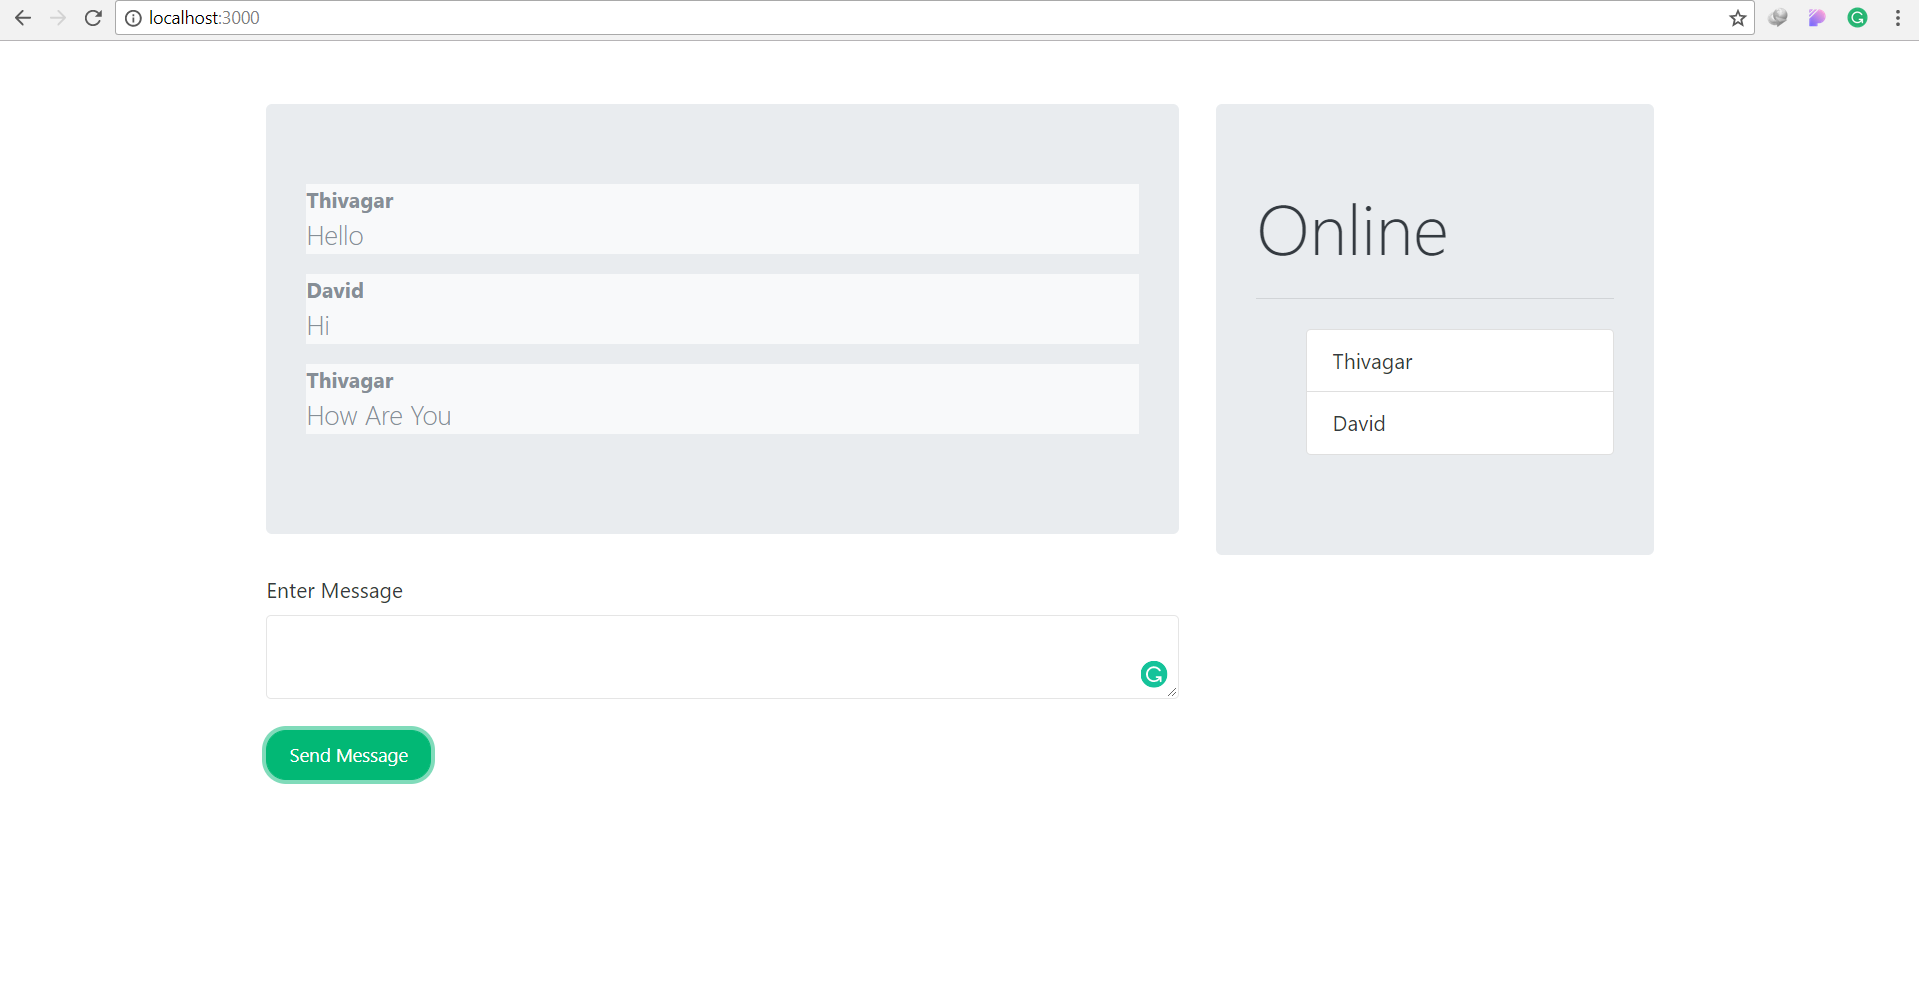 localhost:3000
Thivagar
Hello
David
Hi
Thivagar
How Are You
Online
Thivagar
David
Enter Message
Send Message